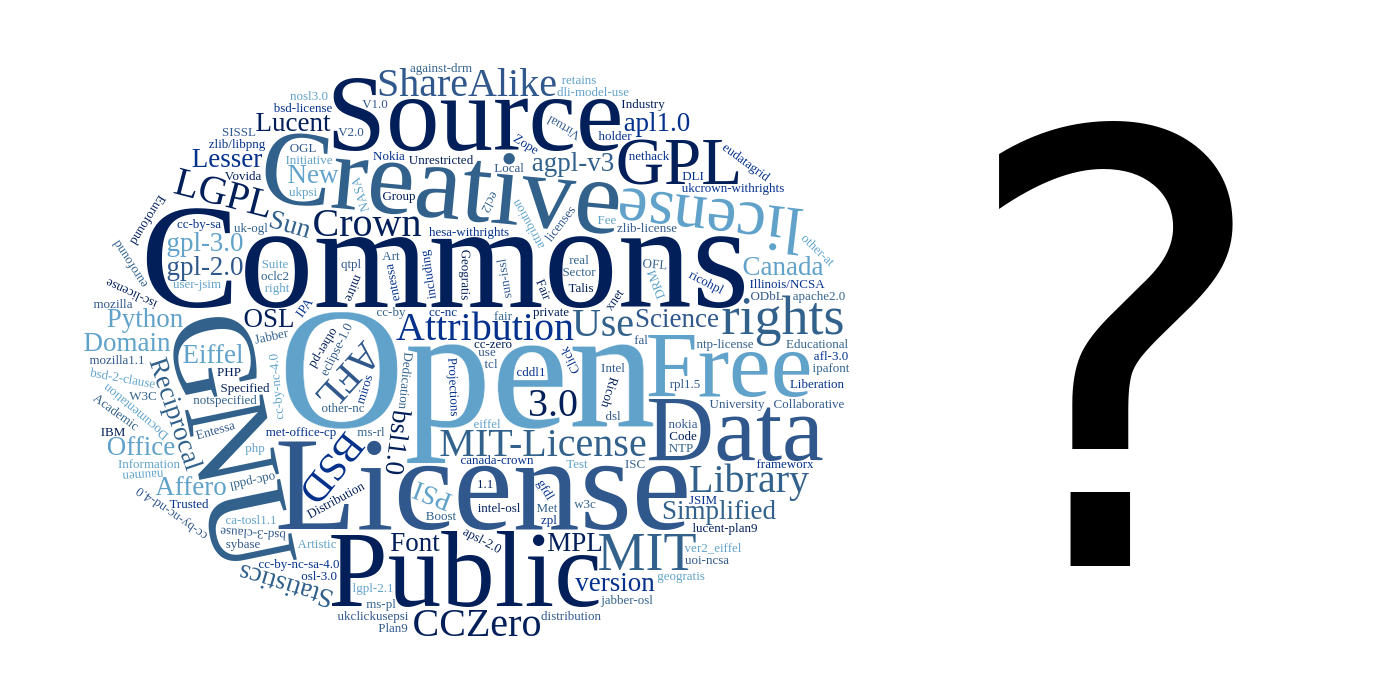 against-drm
ShareAlike
retains
dli-model-use
nosl3.0
bsd-license
V1.0
Source
Industry
Lucent
V2.0
Virtual
holder
apl1.0
SISSL
zlib/libpng
OGL
Zope
nethack
GPL
eudatagrid
Lesser
Initiative
New
Nokia
Unrestricted
Local
agpl-v3
DLI
ukcrown-withrights
Vovida
LGPL
ukpsi
NASA
Group
Creative
ecl2
attribution
licenses
Fee
license
zlib-license
other-at
Eurofound
cc-by-sa
uk-ogl
Sun
Crown
hesa-withrights
eurofound
gpl-3.0
gpl-2.0
user-jsim
Commons
Suite
oclc2
right
qtpl
Art
mitre
entessa
including
Geogratis
sun-issl
Fair
real
Sector
Talis
OFL
DRM
ricohpl
Canada
Illinois/NCSA
ODbL
apache2.0
isc-license
mozilla
Python
OSL
IPA
cc-by
cc-nc
fair
private
xnet
Attribution
Use
Science
rights
Domain
Jabber
other-pd
eclipse-1.0
cc-zero
use
tcl
Click
fal
ntp-license
Educational
mozilla1.1
Eiffel
PHP
Open
AFL
miros
Dedication
Projections
cddl1
Intel
Ricoh
Free
afl-3.0
ipafont
rpl1.5
Liberation
bsd-2-clause
W3C
Documentation
Academic
Reciprocal
Specified
notspecified
cc-by-nc-4.0
other-nc
3.0
dsl
University
Collaborative
IBM
Office
GNU
Entessa
met-office-cp
ms-rl
bsl1.0
eiffel
MIT-License
nokia
Code
NTP
Data
Information
nauman
php
BSD
License
canada-crown
Test
ISC
frameworx
Affero
Trusted
odc-pddl
Distribution
PSI
Boost
1.1
intel-osl
gfdl
Met
zpl
w3c
Library
JSIM
Simplified
cc-by-nc-nd-4.0
ca-tosl1.1
bsd-3-clause
sybase
Artistic
Font
apsl-2.0
MPL
MIT
lucent-plan9
ver2_eiffel
uoi-ncsa
cc-by-nc-sa-4.0
osl-3.0
Statistics
lgpl-2.1
Public
version
geogratis
ms-pl
jabber-osl
ukclickusepsi
Plan9
CCZero
distribution
?